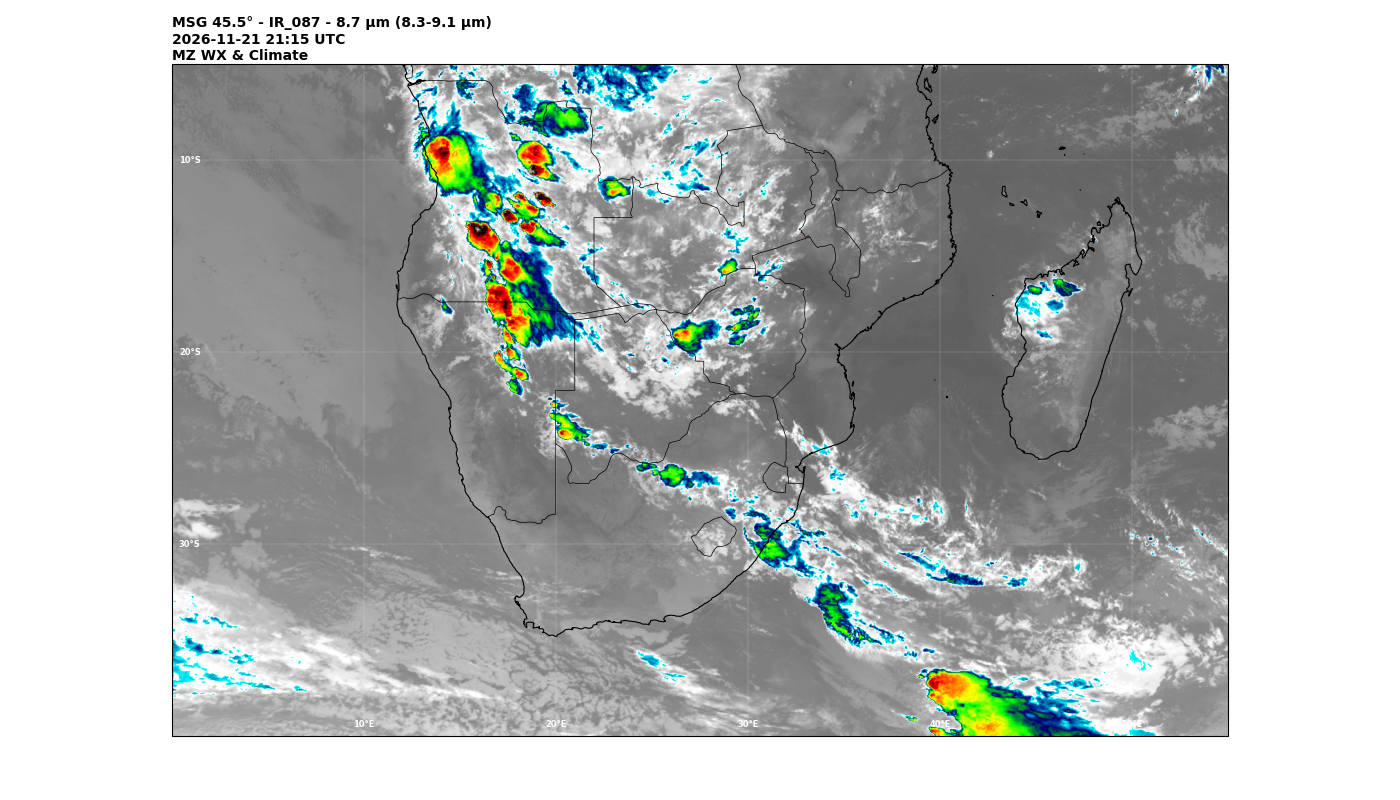 MSG 45.5° - IR_087 - 8.7 µm (8.3-9.1 µm)
2026-11-21 21:15 UTC
MZ WX & Climate
10°S
20°S
30°S
10°E
20°E
30°E
40°E
50°E